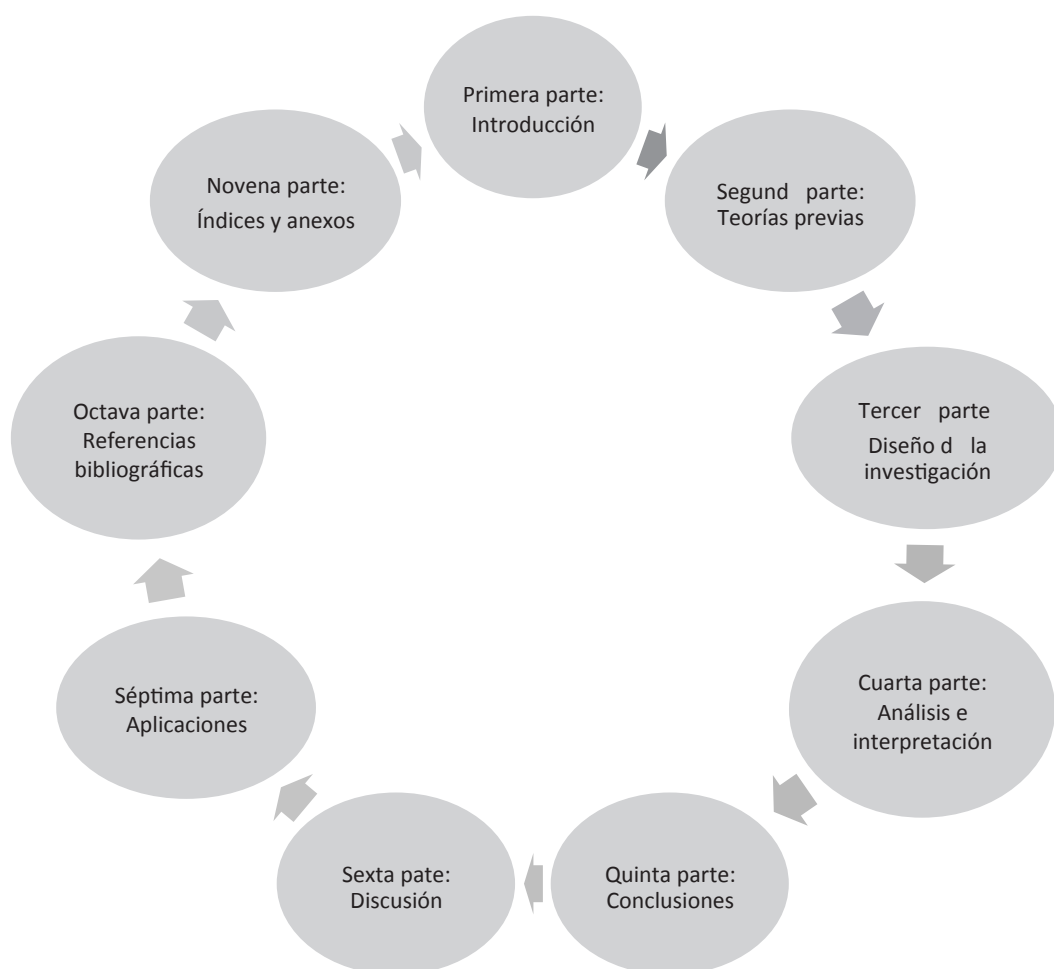 Primera parte:
Introducción
Segund parte:
Teorías previas
Tercer parte
Diseño d la
investigación
Cuarta parte:
Análisis e
interpretación
Quinta parte:
Conclusiones
Sexta pate:
Discusión
Séptima parte:
Aplicaciones
Octava parte:
Referencias
bibliográficas
Novena parte:
Índices y anexos